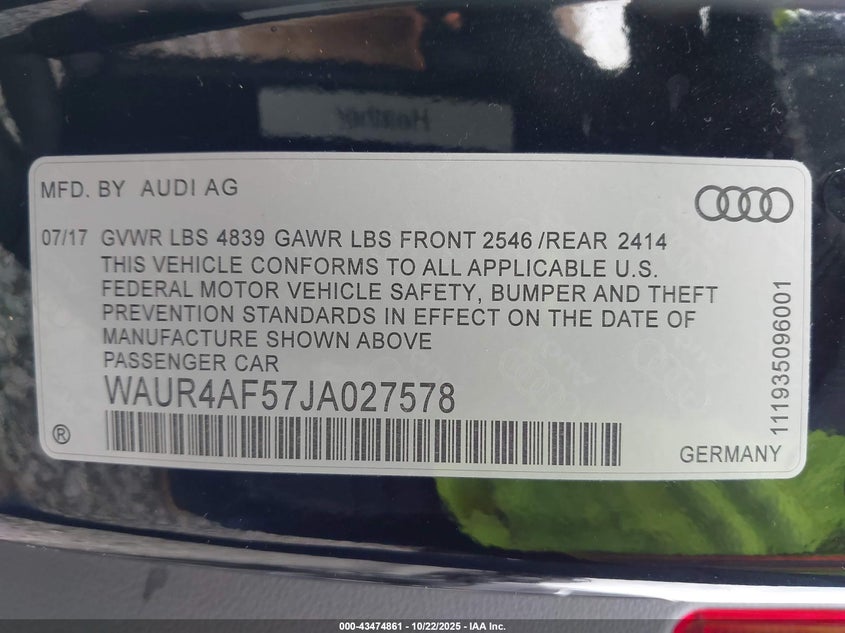 Heather
MFD. BY AUDI AG
07/17 GVWR LBS 4839 GAWR LBS FRONT 2546 /REAR 2414
THIS VEHICLE CONFORMS TO ALL APPLICABLE U.S.
FEDERAL MOTOR VEHICLE SAFETY, BUMPER AND THEFT
PREVENTION STANDARDS IN EFFECT ON THE DATE OF
MANUFACTURE SHOWN ABOVE
PASSENGER CAR
WAUR4AF57JA027578
®
GERMANY
111935096001
000-43474861 - 10/22/2025 - IAA Inc.